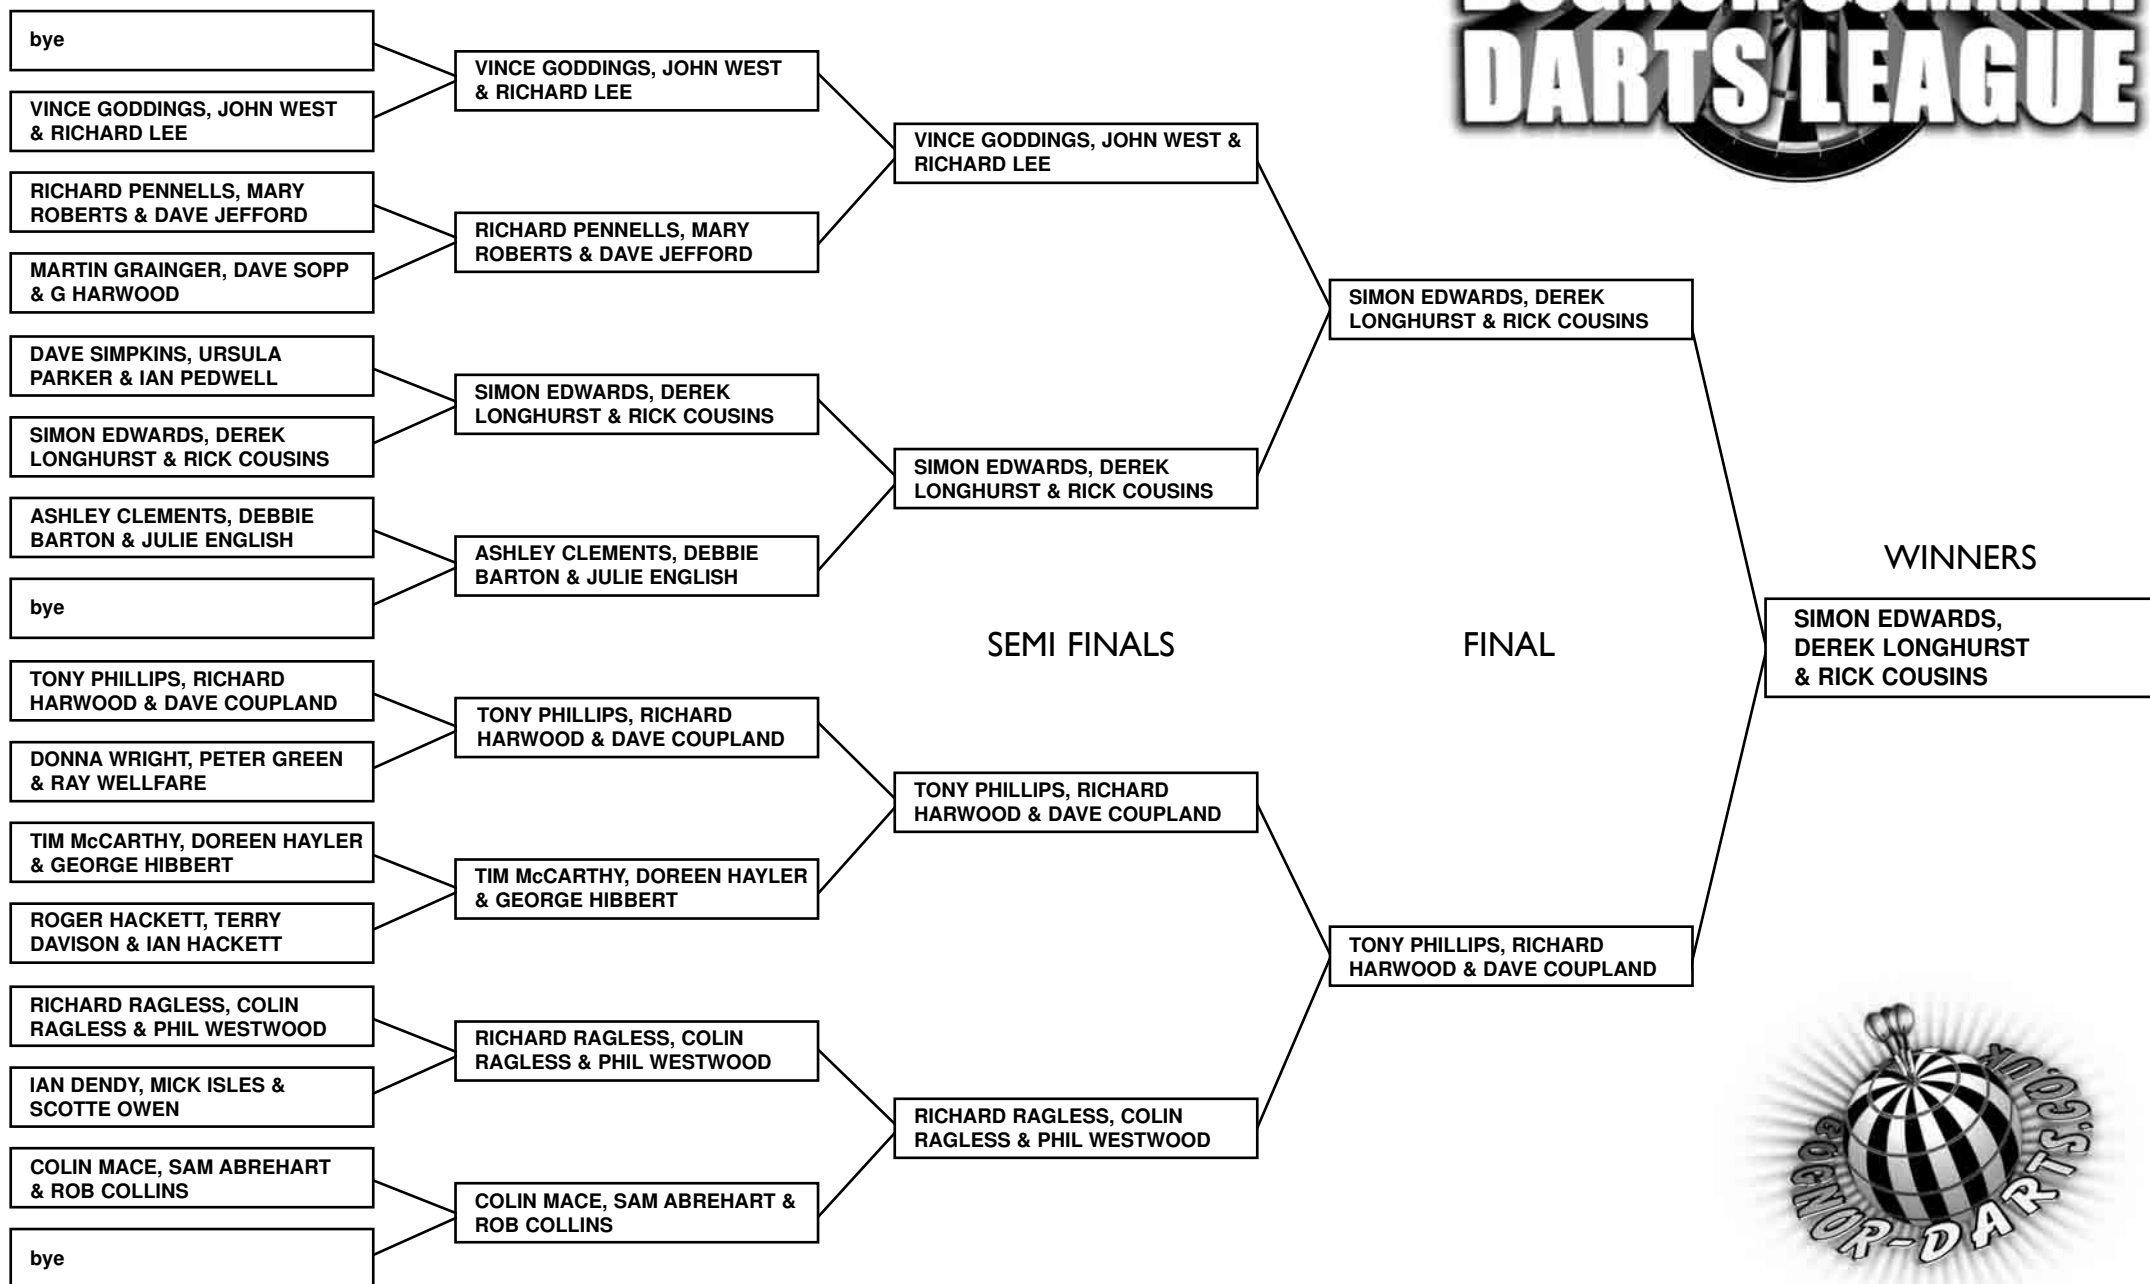 BOGNOR SUMMER
DARTS LEAGUE
bye
VINCE GODDINGS, JOHN WEST
& RICHARD LEE
RICHARD PENNELLS, MARY
ROBERTS & DAVE JEFFORD
MARTIN GRAINGER, DAVE SOPP
& G HARWOOD
DAVE SIMPKINS, URSULA
PARKER & IAN PEDWELL
SIMON EDWARDS, DEREK
LONGHURST & RICK COUSINS
ASHLEY CLEMENTS, DEBBIE
BARTON & JULIE ENGLISH
bye
TONY PHILLIPS, RICHARD
HARWOOD & DAVE COUPLAND
DONNA WRIGHT, PETER GREEN
& RAY WELLFARE
TIM McCARTHY, DOREEN HAYLER
& GEORGE HIBBERT
ROGER HACKETT, TERRY
DAVISON & IAN HACKETT
RICHARD RAGLESS, COLIN
RAGLESS & PHIL WESTWOOD
IAN DENDY, MICK ISLES &
SCOTTE OWEN
COLIN MACE, SAM ABREHART
& ROB COLLINS
bye
VINCE GODDINGS, JOHN WEST
& RICHARD LEE
RICHARD PENNELLS, MARY
ROBERTS & DAVE JEFFORD
SIMON EDWARDS, DEREK
LONGHURST & RICK COUSINS
ASHLEY CLEMENTS, DEBBIE
BARTON & JULIE ENGLISH
TONY PHILLIPS, RICHARD
HARWOOD & DAVE COUPLAND
TIM McCARTHY, DOREEN HAYLER
& GEORGE HIBBERT
RICHARD RAGLESS, COLIN
RAGLESS & PHIL WESTWOOD
COLIN MACE, SAM ABREHART &
ROB COLLINS
VINCE GODDINGS, JOHN WEST &
RICHARD LEE
SIMON EDWARDS, DEREK
LONGHURST & RICK COUSINS
SEMI FINALS
TONY PHILLIPS, RICHARD
HARWOOD & DAVE COUPLAND
RICHARD RAGLESS, COLIN
RAGLESS & PHIL WESTWOOD
SIMON EDWARDS, DEREK
LONGHURST & RICK COUSINS
FINAL
TONY PHILLIPS, RICHARD
HARWOOD & DAVE COUPLAND
WINNERS
SIMON EDWARDS,
DEREK LONGHURST
& RICK COUSINS
BOGNOR-DARTS.CO.UK